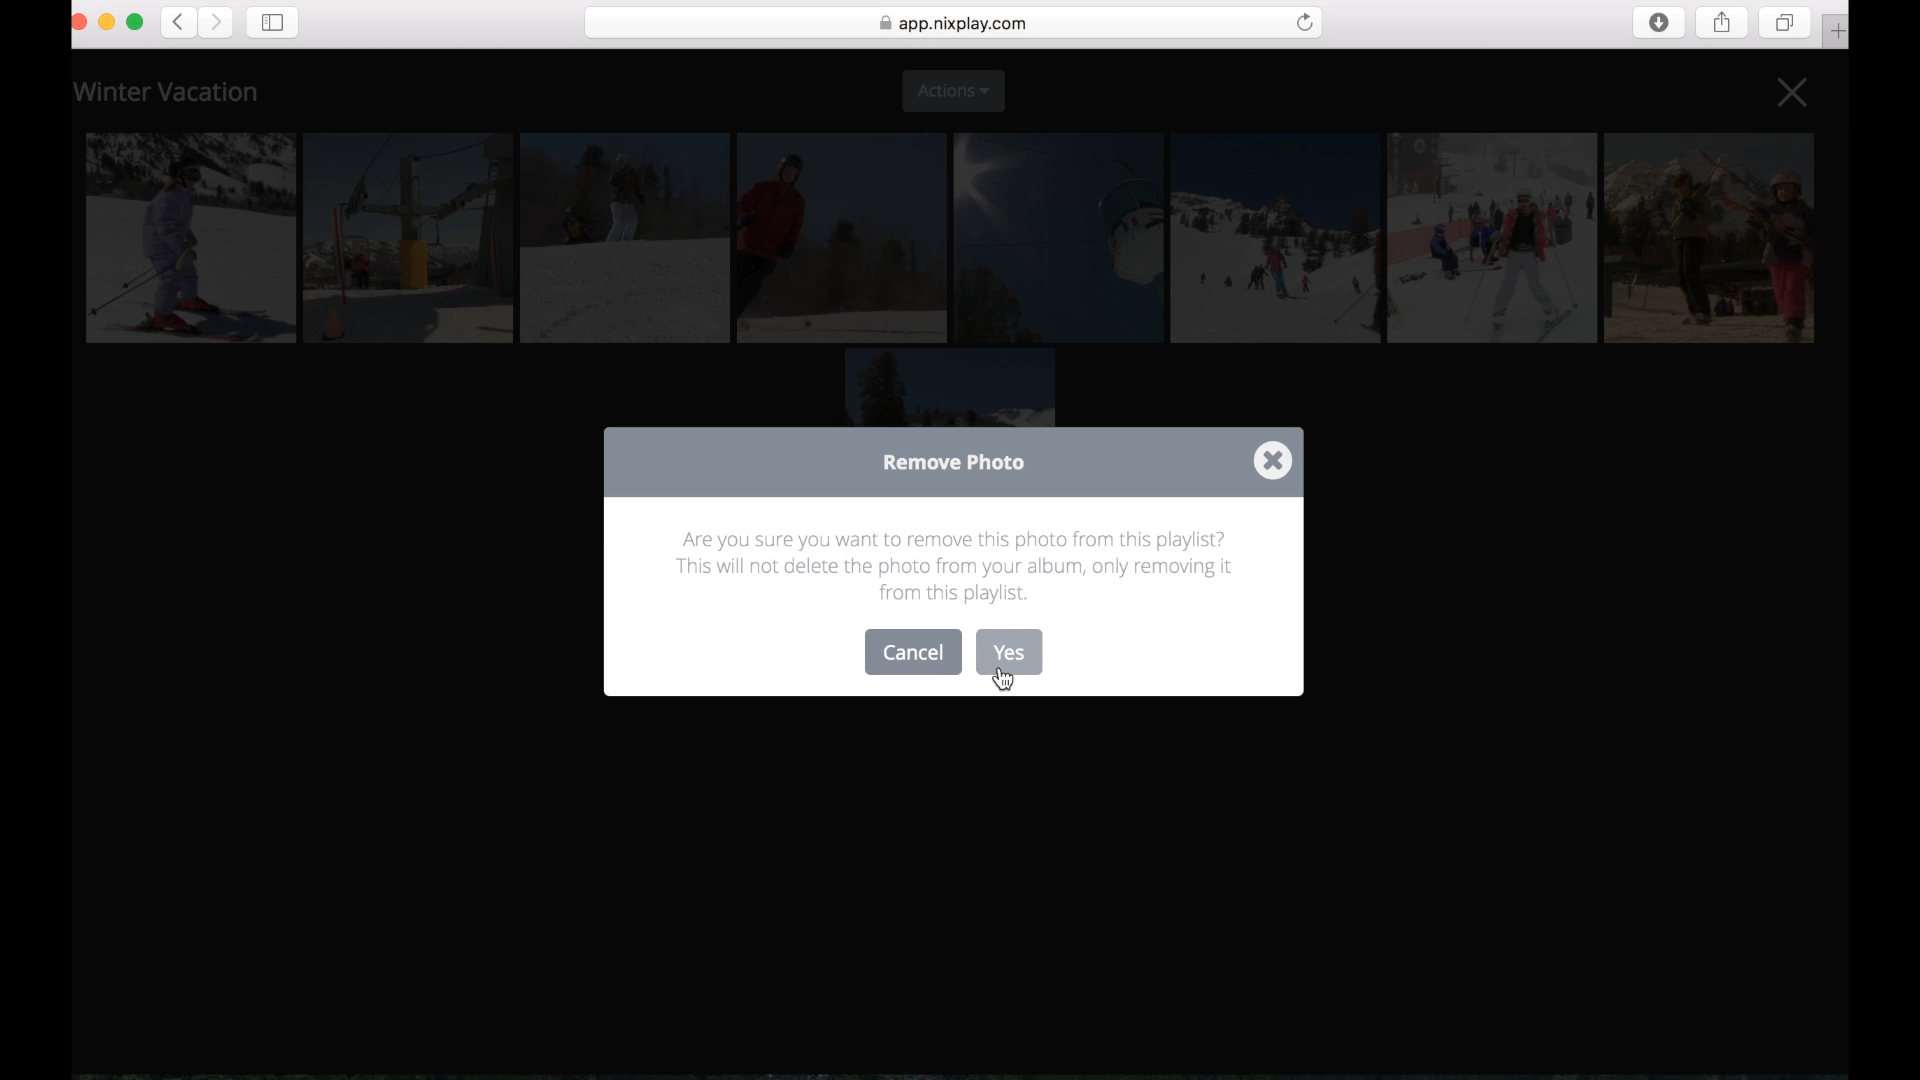 app.nixplay.com
Winter Vacation
Actions
Remove Photo
Are you sure you want to remove this photo from this playlist?
This will not delete the photo from your album, only removing it
from this playlist.
Cancel
Yes